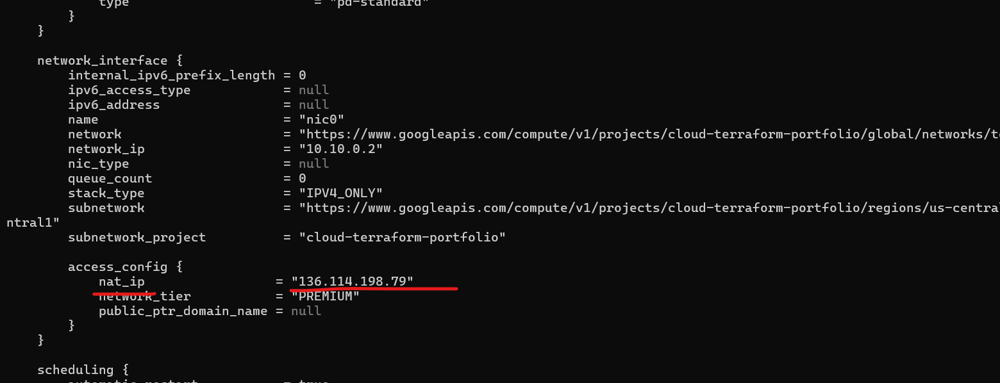 type = "pd-standard"
}
}
network_interface {
internal_ipv6_prefix_length = 0
ipv6_access_type = null
ipv6_address = null
name = "nic0"
network = "https://www.googleapis.com/compute/v1/projects/cloud-terraform-portfolio/global/networks/t
network_ip = "10.10.0.2"
nic_type = null
queue_count = 0
stack_type = "IPV4_ONLY"
subnetwork = "https://www.googleapis.com/compute/v1/projects/cloud-terraform-portfolio/regions/us-centra
ntral1"
subnetwork_project = "cloud-terraform-portfolio"
access_config {
nat_ip = "136.114.198.79"
network_tier = "PREMIUM"
public_ptr_domain_name = null
}
}
scheduling {
automatic_restart = true